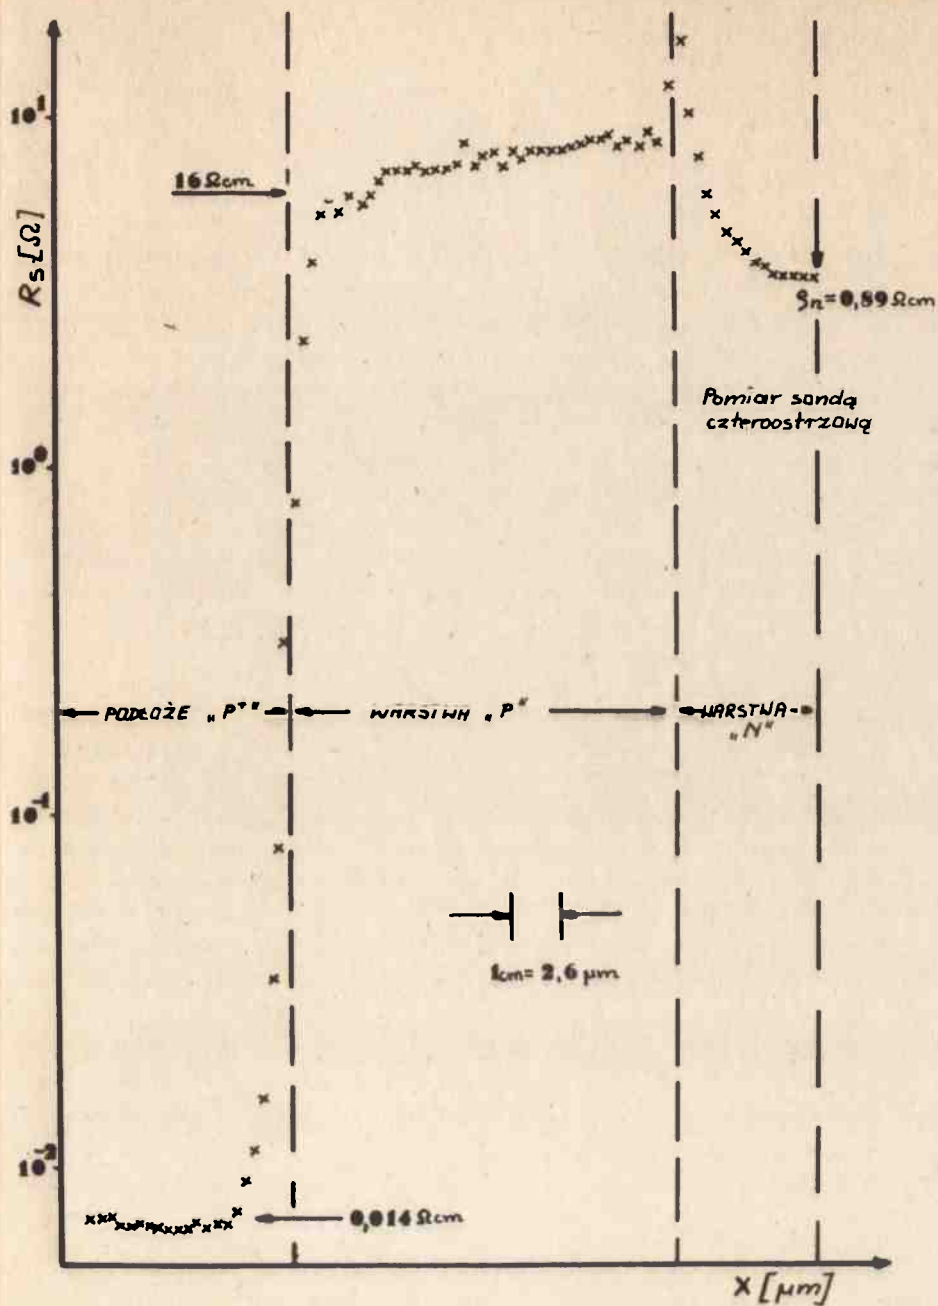 10¹
16 Ωcm
R_S [Ω]
ρn = 0,89 Ωcm
Pomiar sondą
czteroostrzową
10⁰
PODŁOŻE „P⁺"
WARSTWA „P"
WARSTWA
„N"
10⁻¹
1cm = 2,6 μm
10⁻²
0,014 Ωcm
X [μm]